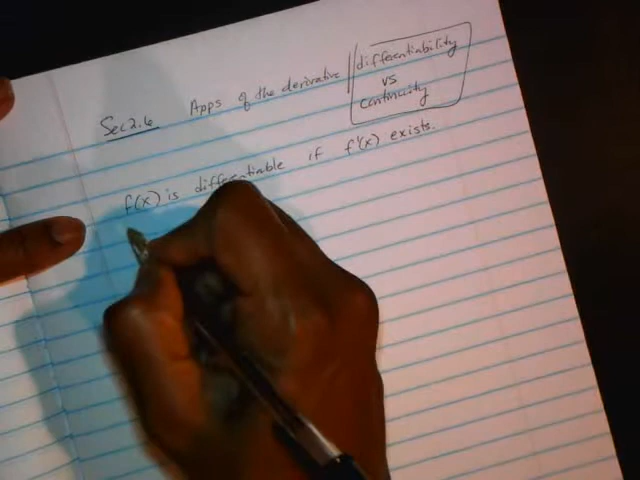 Sec 2.6 Apps of the derivative || differentiability
vs
continuity
f(x) is differentiable if f'(x) exists.